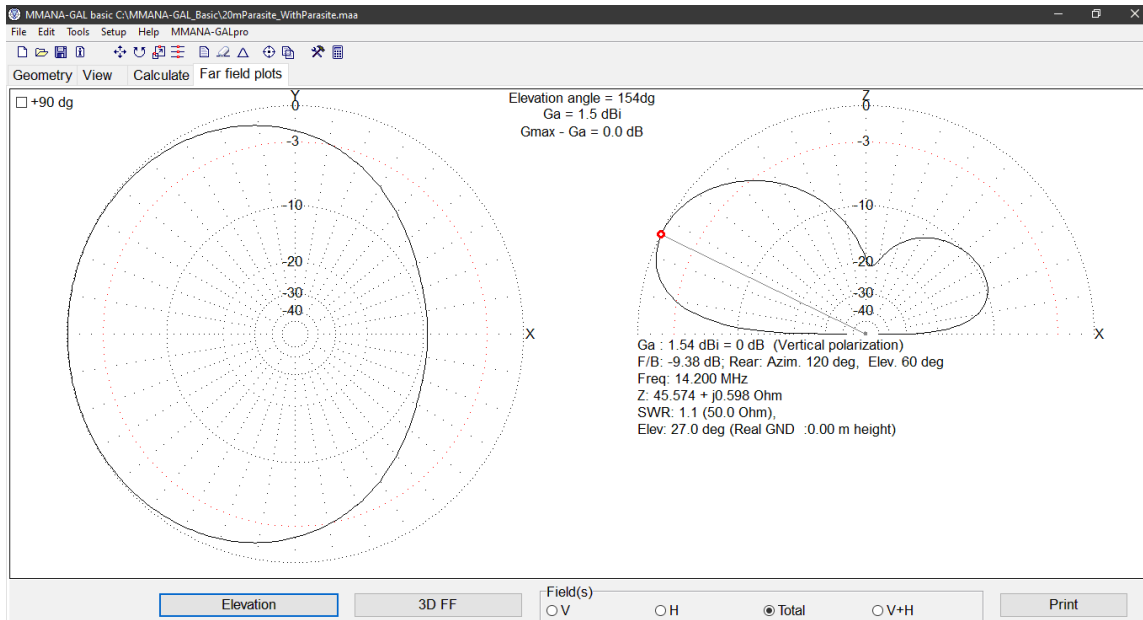 MMANA-GAL basic C:\MMANA-GAL_Basic\20mParasite_WithParasite.maa
File Edit Tools Setup Help MMANA-GALpro
Geometry View Calculate Far field plots
+90 dg
Y
0
-3
-10
-20
-30
-40
X
Elevation angle = 154dg
Ga = 1.5 dBi
Gmax - Ga = 0.0 dB
Z
0
-3
-10
-20
-30
-40
X
Ga : 1.54 dBi = 0 dB (Vertical polarization)
F/B: -9.38 dB; Rear: Azim. 120 deg, Elev. 60 deg
Freq: 14.200 MHz
Z: 45.574 + j0.598 Ohm
SWR: 1.1 (50.0 Ohm),
Elev: 27.0 deg (Real GND :0.00 m height)
Elevation
3D FF
Field(s)
V H Total V+H
Print